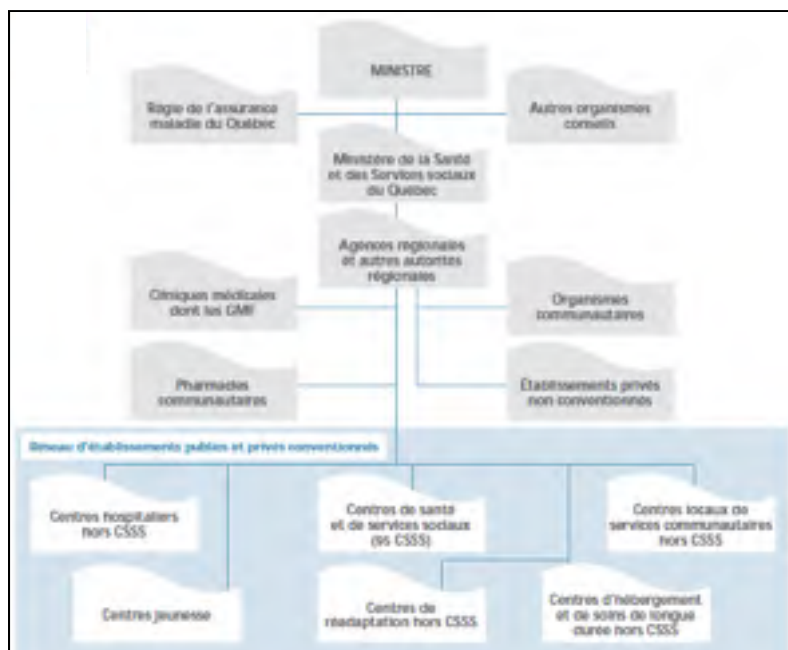 MINISTRE
Régie de l'assurance
maladie du Québec
Autres organismes
conseils
Ministère de la Santé
et des Services sociaux
du Québec
Agences régionales
et autres autorités
régionales
Cliniques médicales
dont les GMF
Organismes
communautaires
Pharmacies
communautaires
Établissements privés
non conventionnés
Réseau d'établissements publics et privés conventionnés
Centres hospitaliers
hors CSSS
Centres de santé
et de services sociaux
(95 CSSS)
Centres locaux de
services communautaires
hors CSSS
Centres jeunesse
Centres de
réadaptation hors CSSS
Centres d'hébergement
et de soins de longue
durée hors CSSS